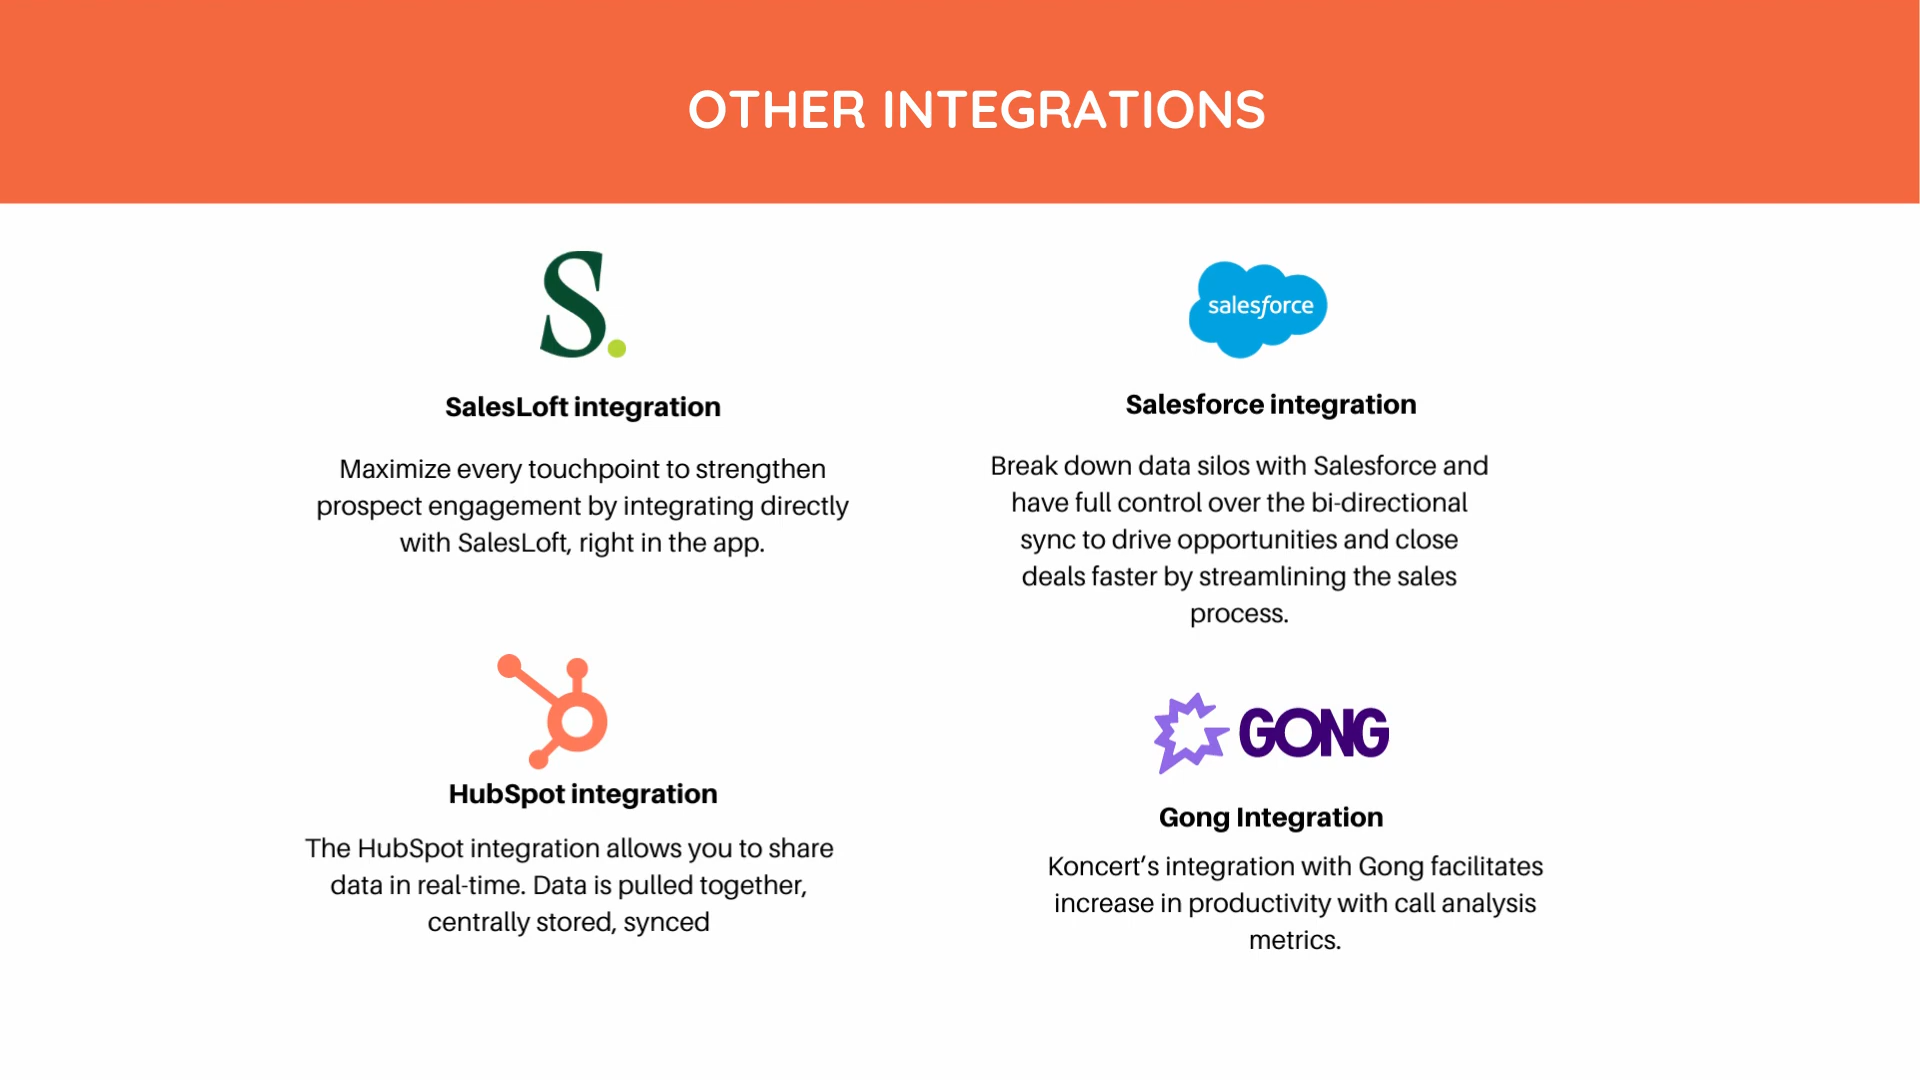 OTHER INTEGRATIONS
S.
SalesLoft integration
Maximize every touchpoint to strengthen
prospect engagement by integrating directly
with SalesLoft, right in the app.
salesforce
Salesforce integration
Break down data silos with Salesforce and
have full control over the bi-directional
sync to drive opportunities and close
deals faster by streamlining the sales
process.
HubSpot integration
The HubSpot integration allows you to share
data in real-time. Data is pulled together,
centrally stored, synced
GONG
Gong Integration
Koncert’s integration with Gong facilitates
increase in productivity with call analysis
metrics.